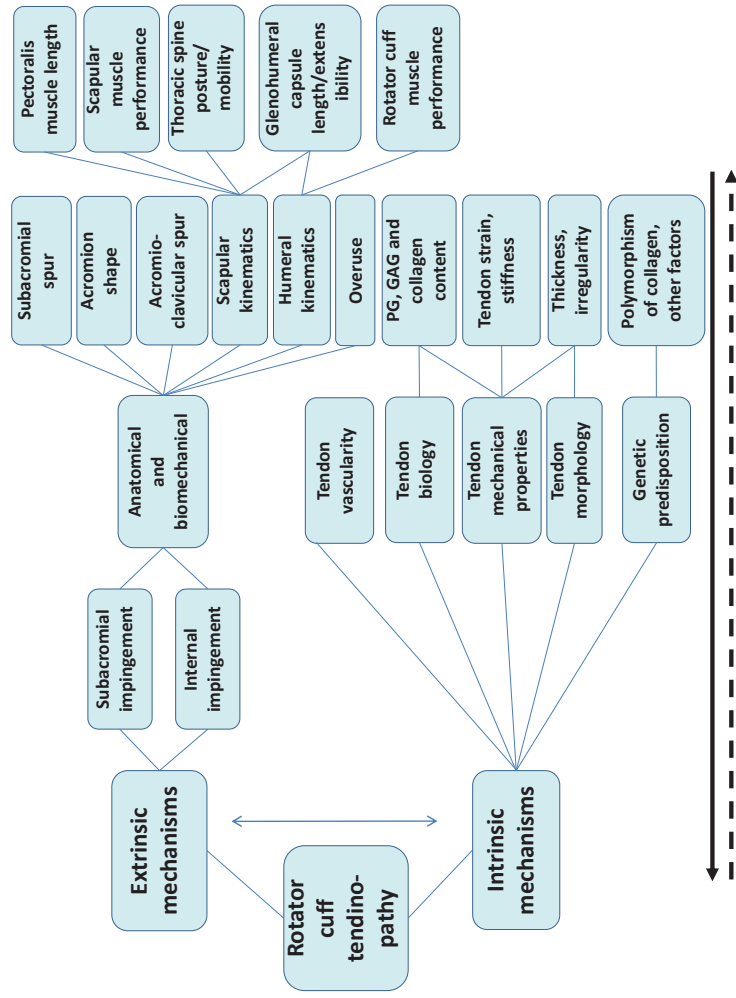 Rotator
cuff
tendino-
pathy
Extrinsic
mechanisms
Intrinsic
mechanisms
Subacromial
impingement
Internal
impingement
Anatomical
and
biomechanical
Tendon
vascularity
Tendon
biology
Tendon
mechanical
properties
Tendon
morphology
Genetic
predisposition
Subacromial
spur
Acromion
shape
Acromio-
clavicular spur
Scapular
kinematics
Humeral
kinematics
Overuse
PG, GAG and
collagen
content
Tendon strain,
stiffness
Thickness,
irregularity
Polymorphism
of collagen,
other factors
Pectoralis
muscle length
Scapular
muscle
performance
Thoracic spine
posture/
mobility
Glenohumeral
capsule
length/extens
ibility
Rotator cuff
muscle
performance